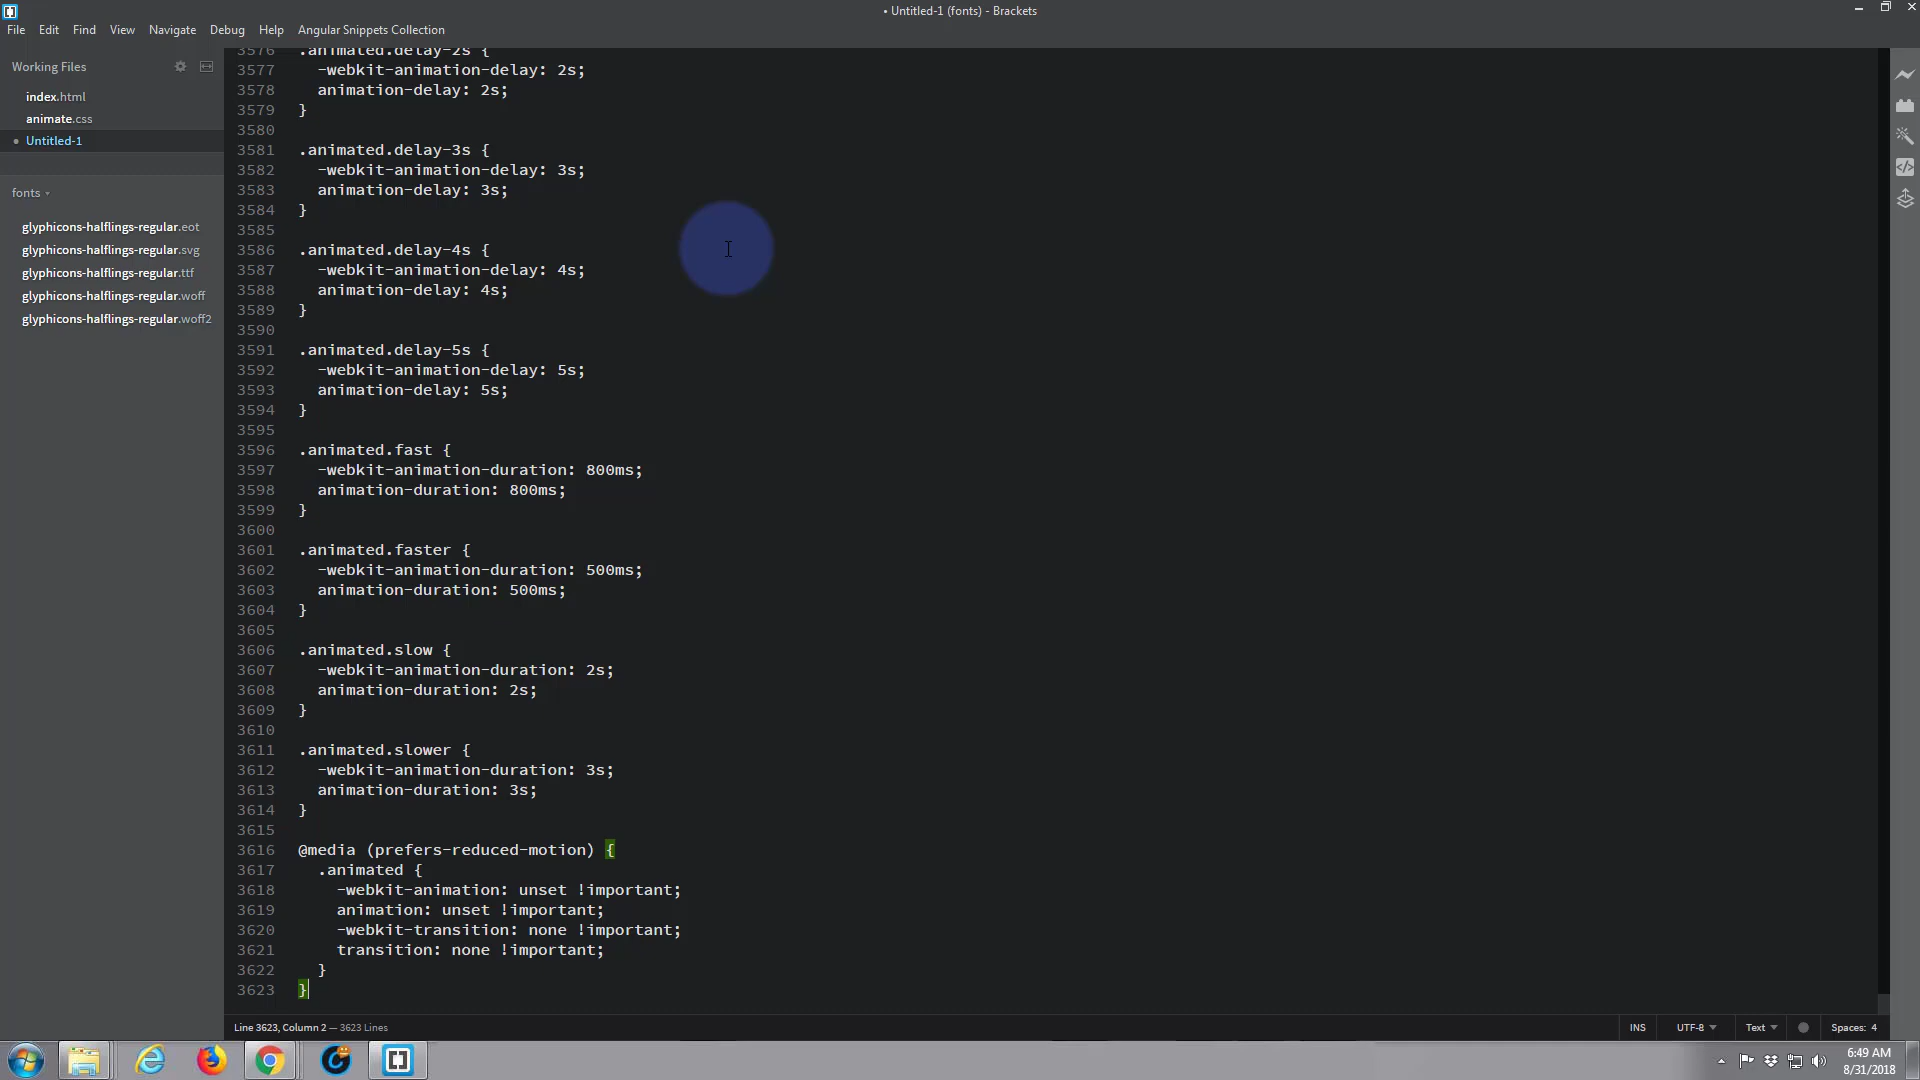 • Untitled-1 (fonts) - Brackets
File Edit Find View Navigate Debug Help Angular Snippets Collection
Working Files
index.html
animate.css
• Untitled-1
fonts
glyphicons-halflings-regular.eot
glyphicons-halflings-regular.svg
glyphicons-halflings-regular.ttf
glyphicons-halflings-regular.woff
glyphicons-halflings-regular.woff2
3576 .animated.delay-2s {
3577 -webkit-animation-delay: 2s;
3578 animation-delay: 2s;
3579 }
3580
3581 .animated.delay-3s {
3582 -webkit-animation-delay: 3s;
3583 animation-delay: 3s;
3584 }
3585
3586 .animated.delay-4s {
3587 -webkit-animation-delay: 4s;
3588 animation-delay: 4s;
3589 }
3590
3591 .animated.delay-5s {
3592 -webkit-animation-delay: 5s;
3593 animation-delay: 5s;
3594 }
3595
3596 .animated.fast {
3597 -webkit-animation-duration: 800ms;
3598 animation-duration: 800ms;
3599 }
3600
3601 .animated.faster {
3602 -webkit-animation-duration: 500ms;
3603 animation-duration: 500ms;
3604 }
3605
3606 .animated.slow {
3607 -webkit-animation-duration: 2s;
3608 animation-duration: 2s;
3609 }
3610
3611 .animated.slower {
3612 -webkit-animation-duration: 3s;
3613 animation-duration: 3s;
3614 }
3615
3616 @media (prefers-reduced-motion) {
3617 .animated {
3618 -webkit-animation: unset !important;
3619 animation: unset !important;
3620 -webkit-transition: none !important;
3621 transition: none !important;
3622 }
3623 }
Line 3623, Column 2 — 3623 Lines
INS UTF-8 Text Spaces: 4
6:49 AM
8/31/2018